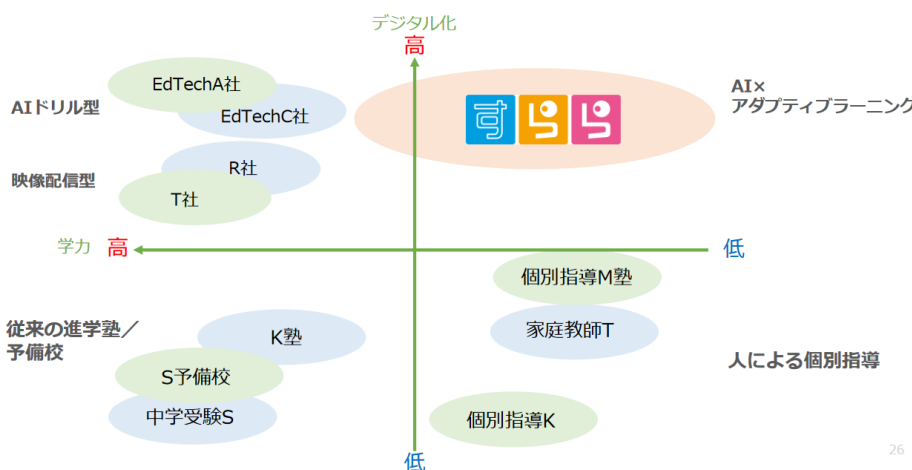 デジタル化
高
EdTechA社
AIドリル型
EdTechC社
すらら
AI×
アダプティブラーニング
R社
映像配信型
T社
学力 高
低
個別指導M塾
従来の進学塾／
予備校
K塾
家庭教師T
S予備校
人による個別指導
中学受験S
個別指導K
低
26